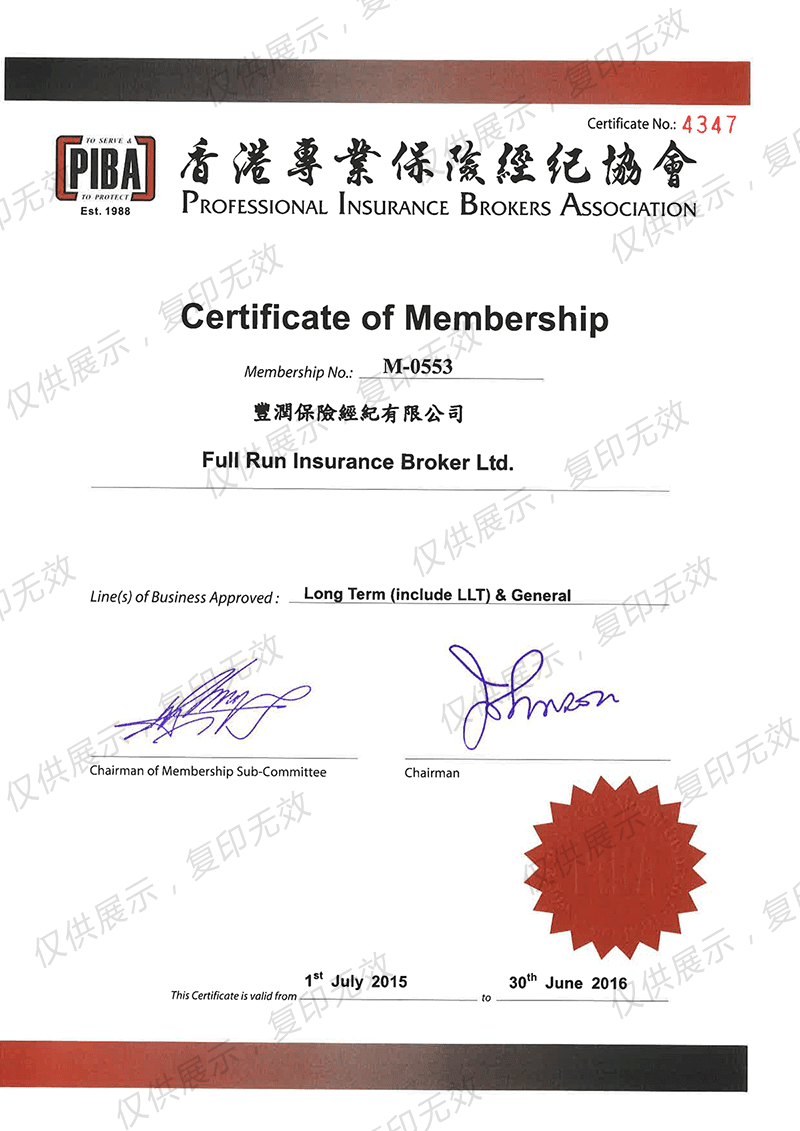 Certificate No.: 4347
TO SERVE &
PIBA
TO PROTECT
Est. 1988
香港專業保險經紀協會
PROFESSIONAL INSURANCE BROKERS ASSOCIATION
Certificate of Membership
Membership No.: M-0553
豐潤保險經紀有限公司
Full Run Insurance Broker Ltd.
Line(s) of Business Approved : Long Term (include LLT) & General
Johnson
Chairman of Membership Sub-Committee
Chairman
PIBA
1st July 2015
30th June 2016
This Certificate is valid from
to
仅供展示，复印无效